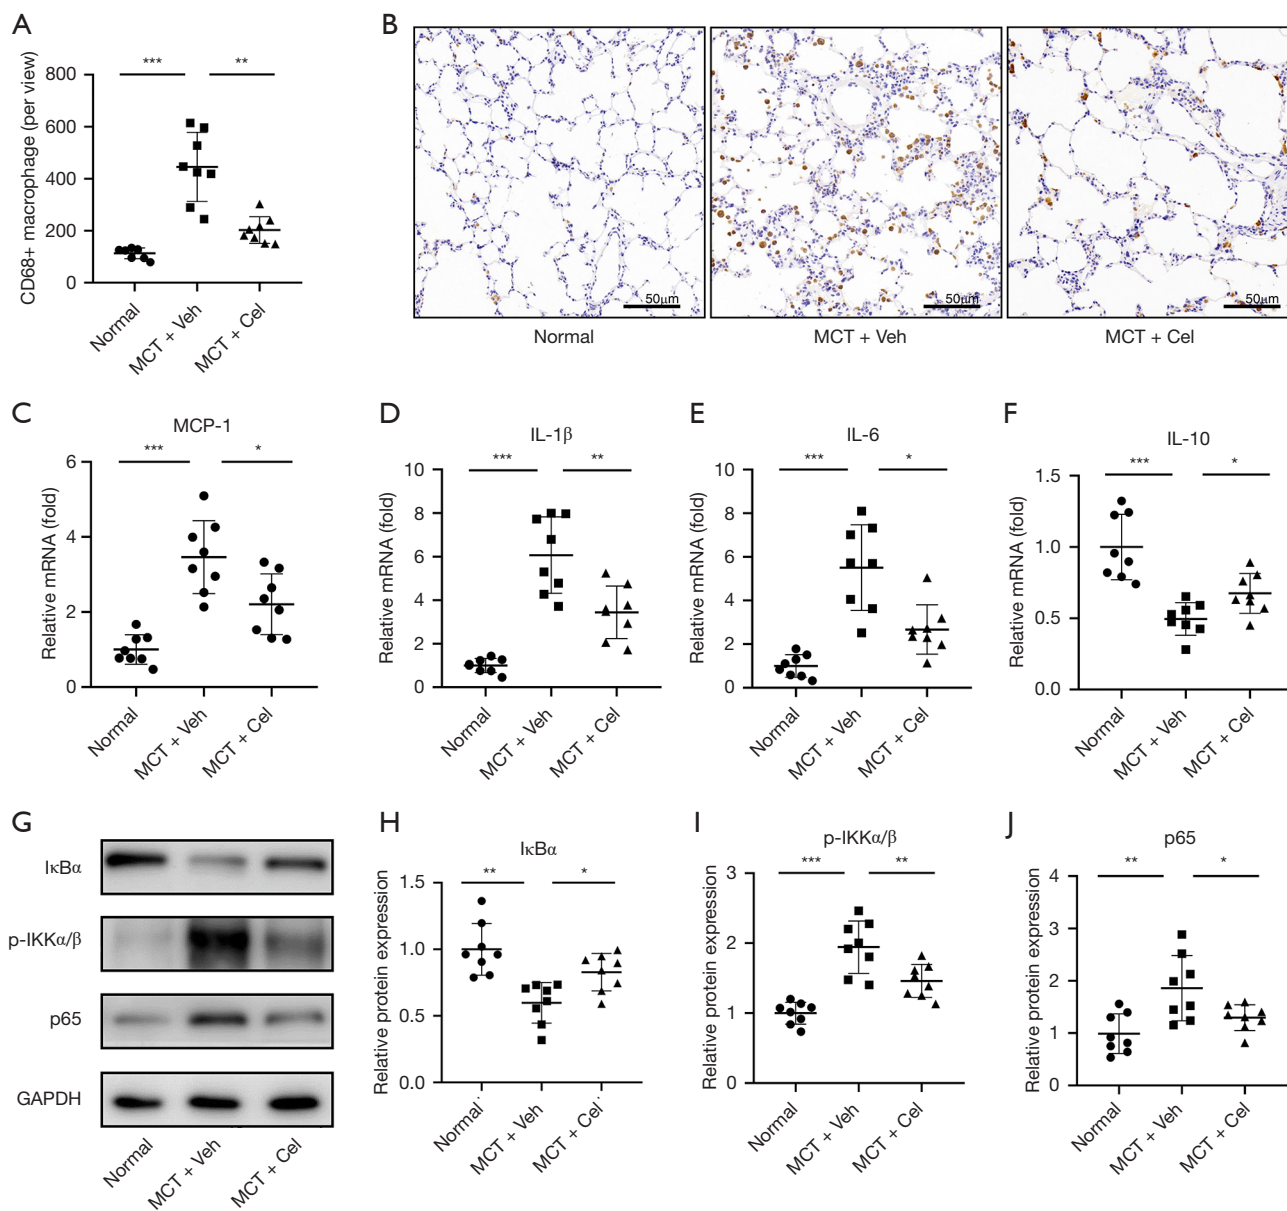 A
CD68+ macrophage (per view)
800
600
400
200
0
***
**
Normal
MCT + Veh
MCT + Cel
B
50μm
50μm
50μm
Normal
MCT + Veh
MCT + Cel
C
MCP-1
Relative mRNA (fold)
6
4
2
0
***
*
Normal
MCT + Veh
MCT + Cel
D
IL-1β
Relative mRNA (fold)
10
8
6
4
2
0
***
**
Normal
MCT + Veh
MCT + Cel
E
IL-6
Relative mRNA (fold)
10
8
6
4
2
0
***
*
Normal
MCT + Veh
MCT + Cel
F
IL-10
Relative mRNA (fold)
1.5
1.0
0.5
0.0
***
*
Normal
MCT + Veh
MCT + Cel
G
IκBα
p-IKKα/β
p65
GAPDH
Normal
MCT + Veh
MCT + Cel
H
IκBα
Relative protein expression
1.5
1.0
0.5
0.0
**
*
Normal
MCT + Veh
MCT + Cel
I
p-IKKα/β
Relative protein expression
3
2
1
0
***
**
Normal
MCT + Veh
MCT + Cel
J
p65
Relative protein expression
4
3
2
1
0
**
*
Normal
MCT + Veh
MCT + Cel